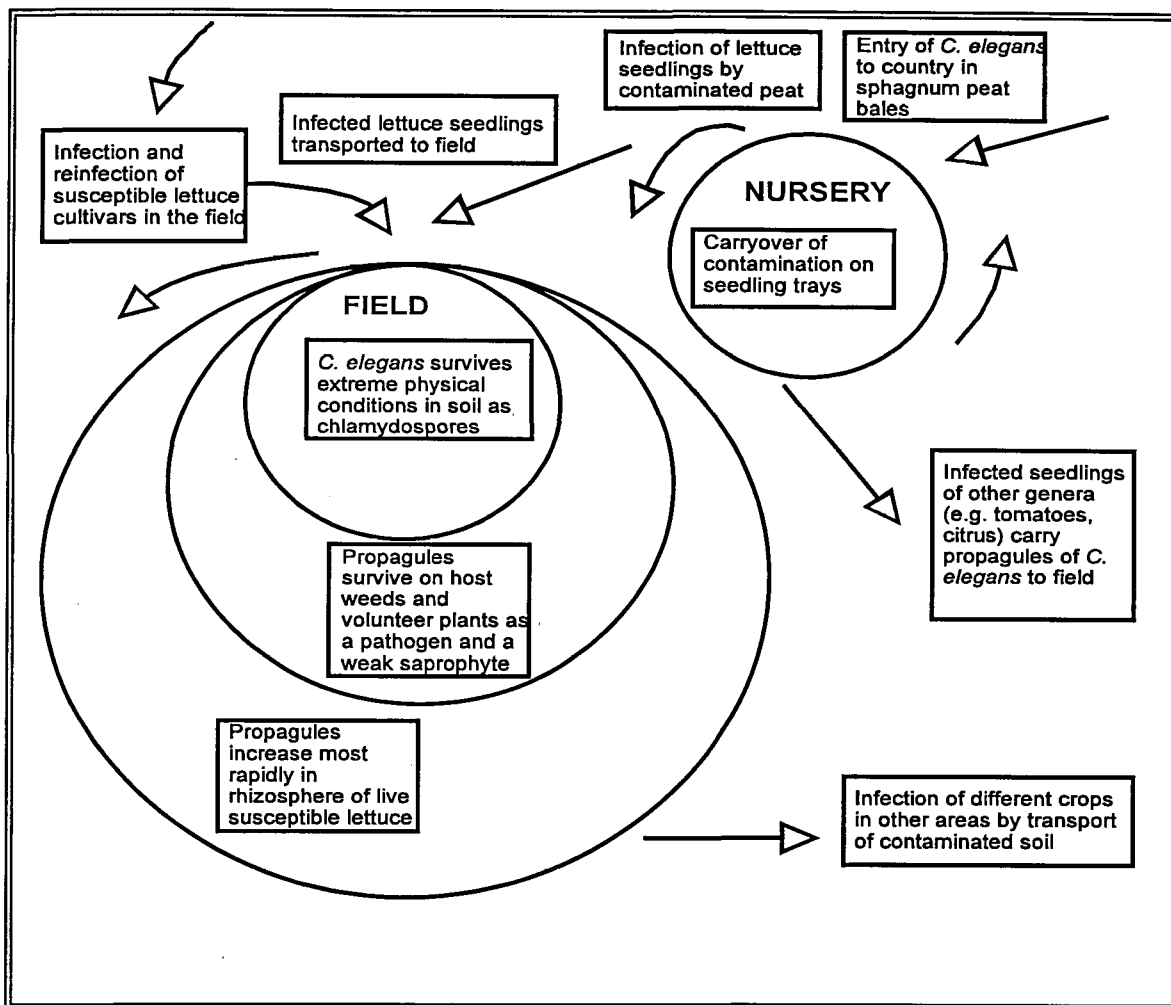 Infection of lettuce
seedlings by
contaminated peat
Entry of C. elegans
to country in
sphagnum peat
bales
Infected lettuce seedlings
transported to field
Infection and
reinfection of
susceptible lettuce
cultivars in the field
NURSERY
Carryover of
contamination on
seedling trays
FIELD
C. elegans survives
extreme physical
conditions in soil as
chlamydospores
Infected seedlings
of other genera
(e.g. tomatoes,
citrus) carry
propagules of C.
elegans to field
Propagules
survive on host
weeds and
volunteer plants as
a pathogen and a
weak saprophyte
Propagules
increase most
rapidly in
rhizosphere of live
susceptible lettuce
Infection of different crops
in other areas by transport
of contaminated soil